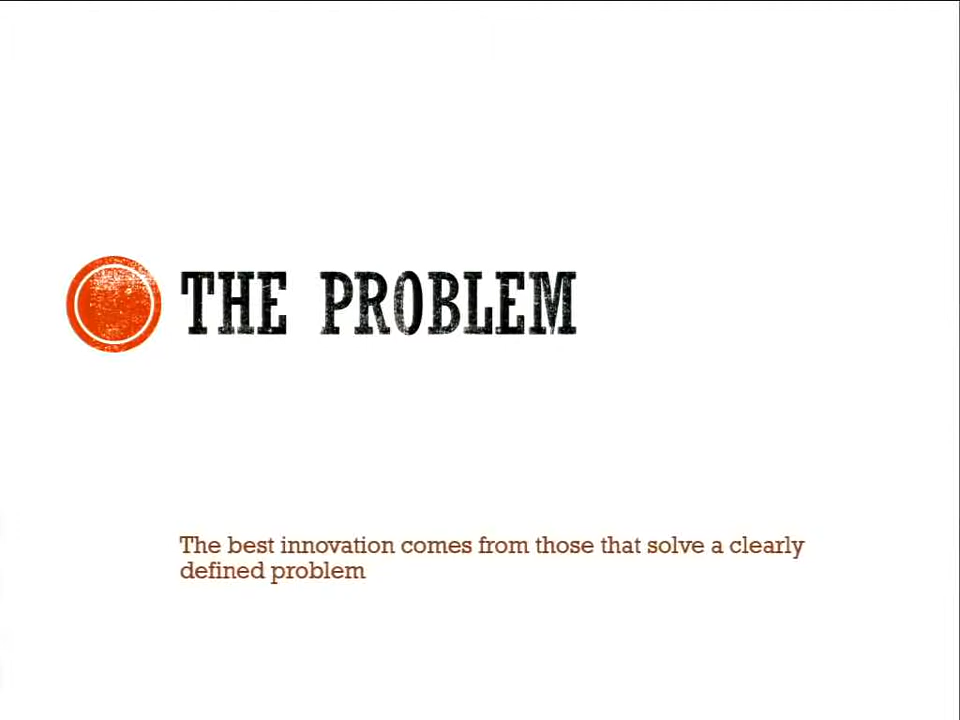 THE PROBLEM
The best innovation comes from those that solve a clearly
defined problem